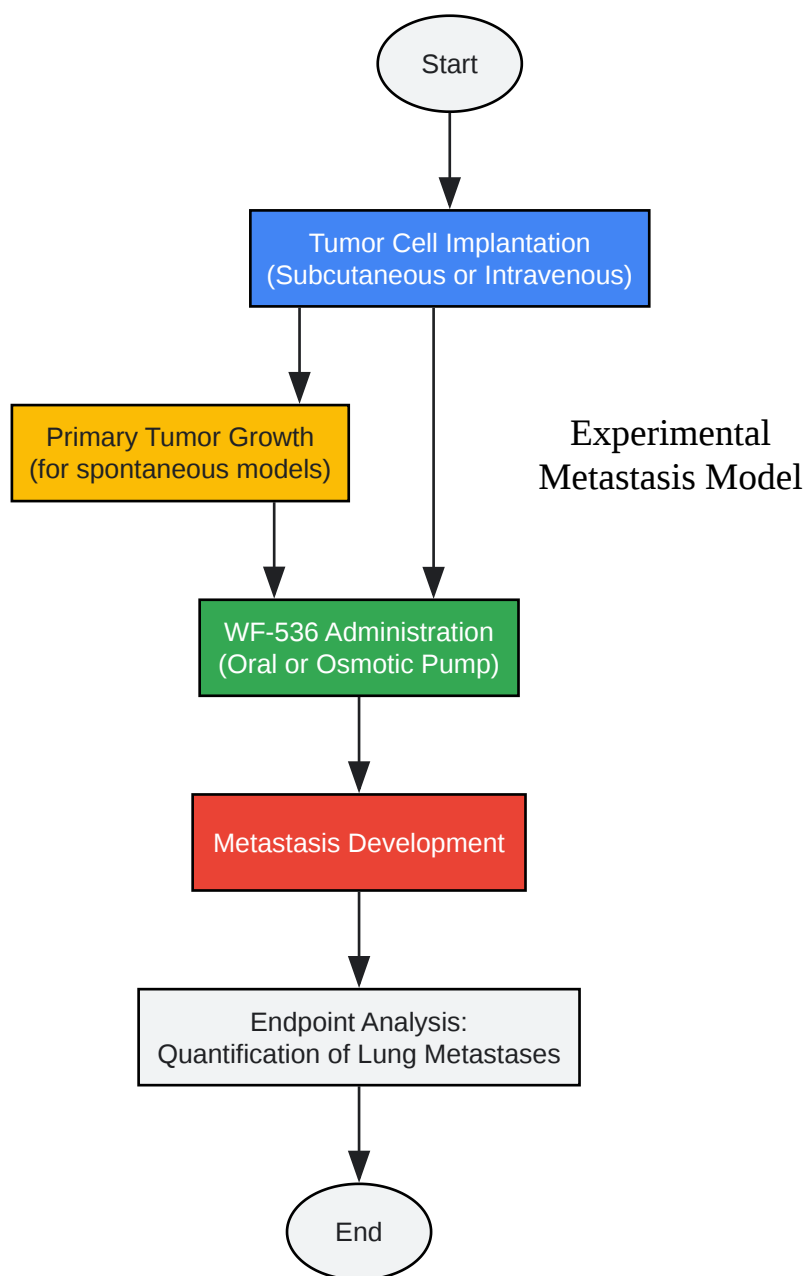 Start
Tumor Cell Implantation
(Subcutaneous or Intravenous)
Primary Tumor Growth
(for spontaneous models)
Experimental
Metastasis Model
WF-536 Administration
(Oral or Osmotic Pump)
Metastasis Development
Endpoint Analysis:
Quantification of Lung Metastases
End